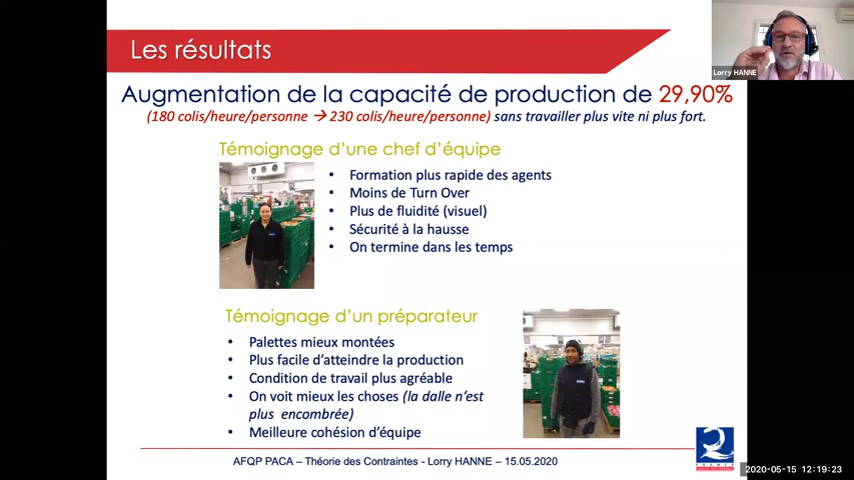 Les résultats
Lorry HANNE
Augmentation de la capacité de production de 29,90%
(180 colis/heure/personne → 230 colis/heure/personne) sans travailler plus vite ni plus fort.
Témoignage d'une chef d'équipe
• Formation plus rapide des agents
• Moins de Turn Over
• Plus de fluidité (visuel)
• Sécurité à la hausse
• On termine dans les temps
Témoignage d'un préparateur
• Palettes mieux montées
• Plus facile d'atteindre la production
• Condition de travail plus agréable
• On voit mieux les choses (la dalle n'est
plus encombrée)
• Meilleure cohésion d'équipe
AFQP PACA – Théorie des Contraintes - Lorry HANNE – 15.05.2020
FRANCE
2020-05-15 12:19:23